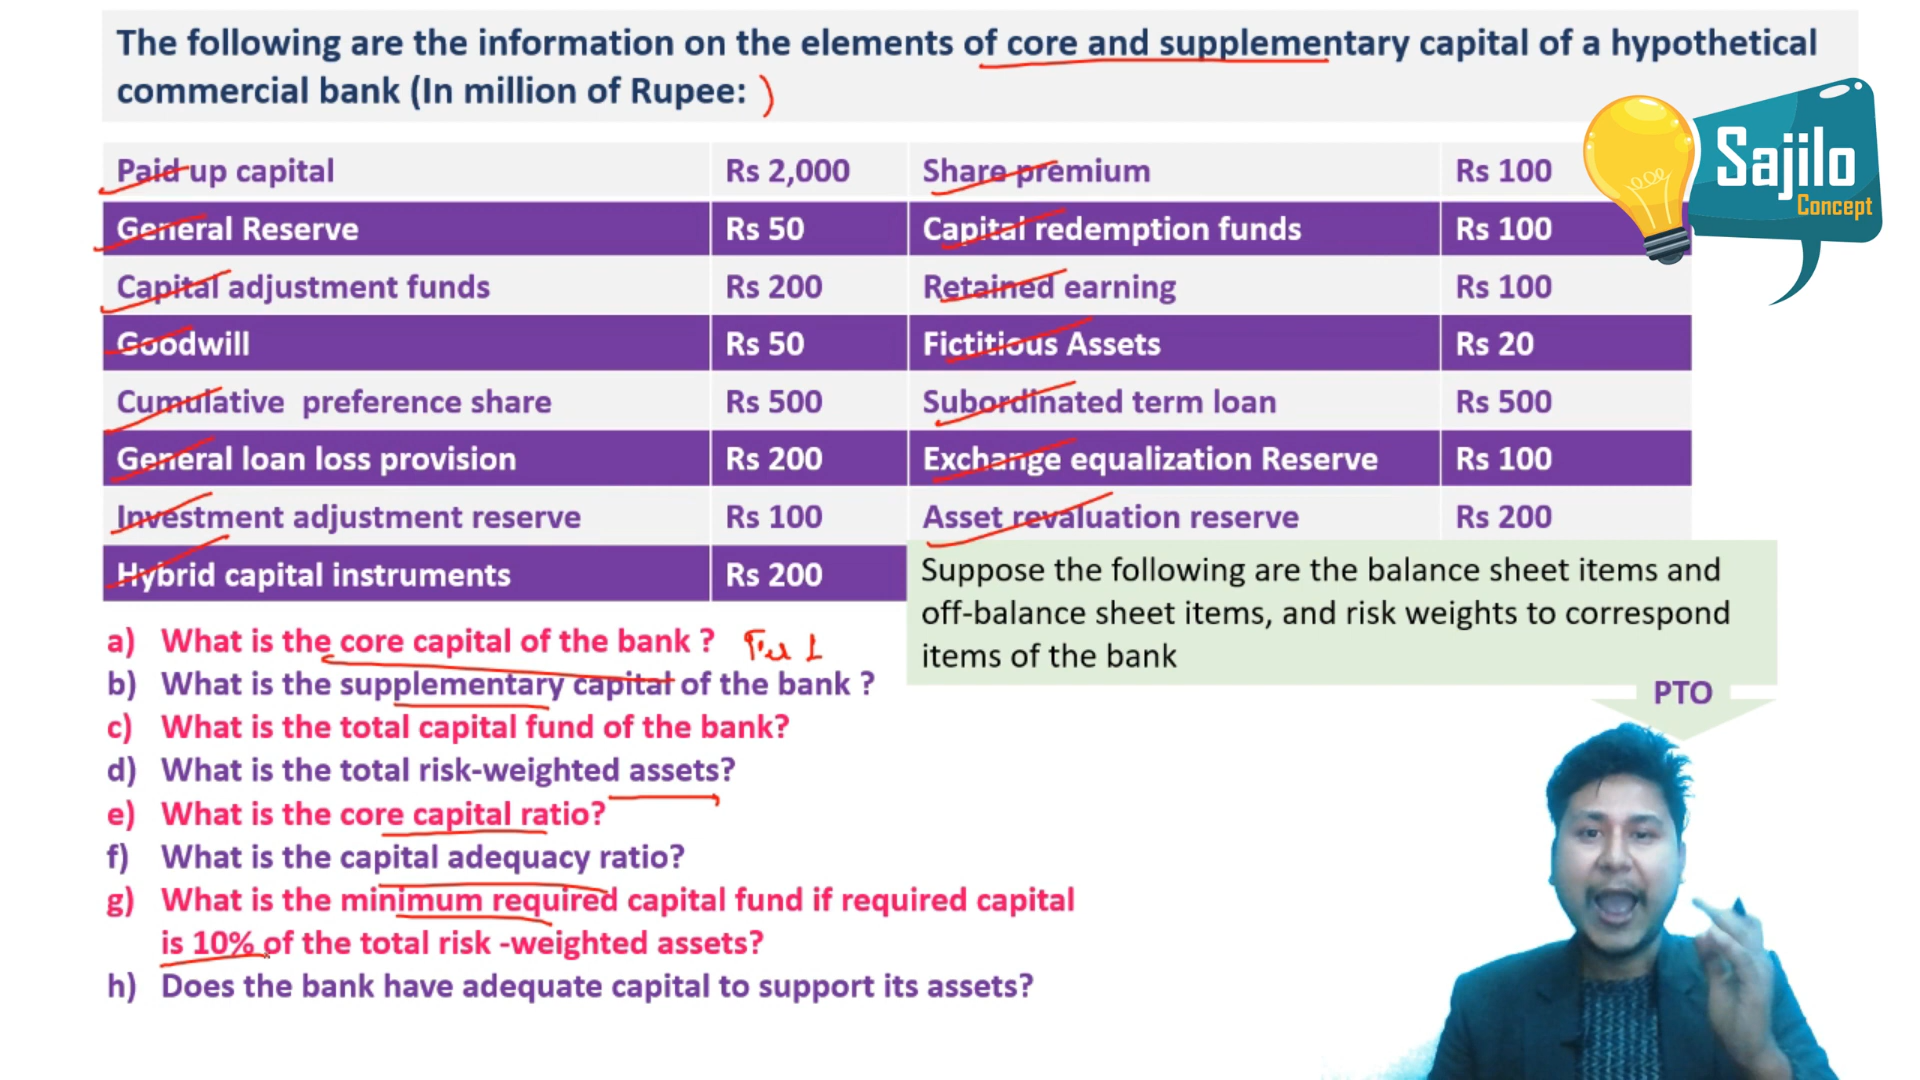 The following are the information on the elements of core and supplementary capital of a hypothetical
commercial bank (In million of Rupee: )
Sajilo
Concept
Paid up capital Rs 2,000 Share premium Rs 100
General Reserve Rs 50 Capital redemption funds Rs 100
Capital adjustment funds Rs 200 Retained earning Rs 100
Goodwill Rs 50 Fictitious Assets Rs 20
Cumulative preference share Rs 500 Subordinated term loan Rs 500
General loan loss provision Rs 200 Exchange equalization Reserve Rs 100
Investment adjustment reserve Rs 100 Asset revaluation reserve Rs 200
Hybrid capital instruments Rs 200
Suppose the following are the balance sheet items and
off-balance sheet items, and risk weights to correspond
items of the bank
PTO
a) What is the core capital of the bank ?
b) What is the supplementary capital of the bank ?
c) What is the total capital fund of the bank?
d) What is the total risk-weighted assets?
e) What is the core capital ratio?
f) What is the capital adequacy ratio?
g) What is the minimum required capital fund if required capital
is 10% of the total risk -weighted assets?
h) Does the bank have adequate capital to support its assets?